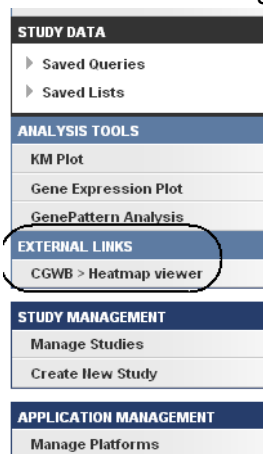 STUDY DATA
Saved Queries
Saved Lists
ANALYSIS TOOLS
KM Plot
Gene Expression Plot
GenePattern Analysis
EXTERNAL LINKS
CGWB > Heatmap viewer
STUDY MANAGEMENT
Manage Studies
Create New Study
APPLICATION MANAGEMENT
Manage Platforms